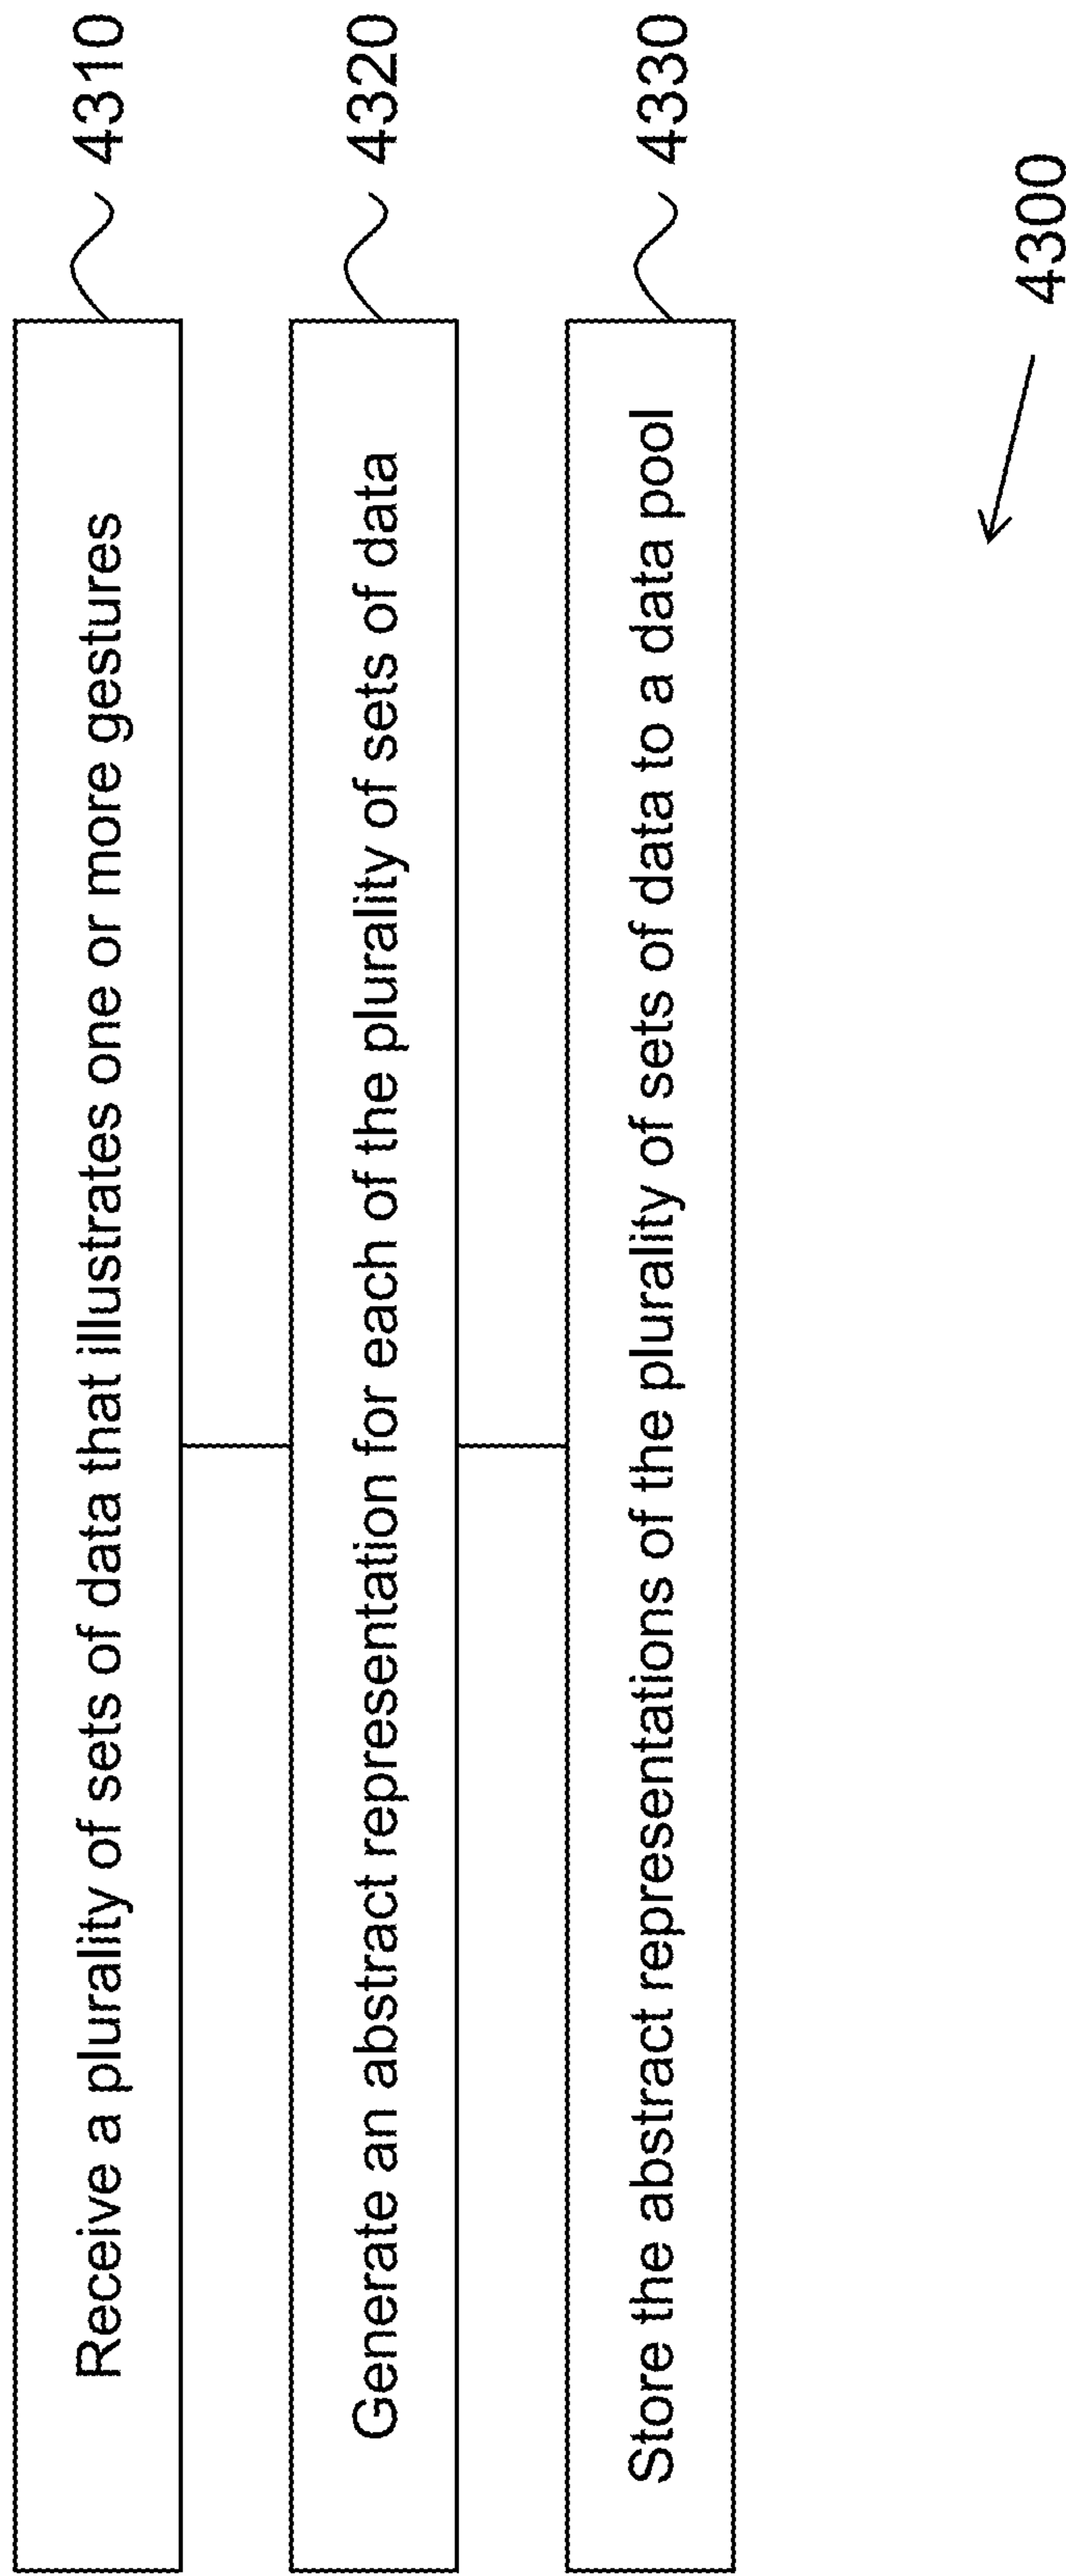 Receive a plurality of sets of data that illustrates one or more gestures
4310
Generate an abstract representation for each of the plurality of sets of data
4320
Store the abstract representations of the plurality of sets of data to a data pool
4330
4300